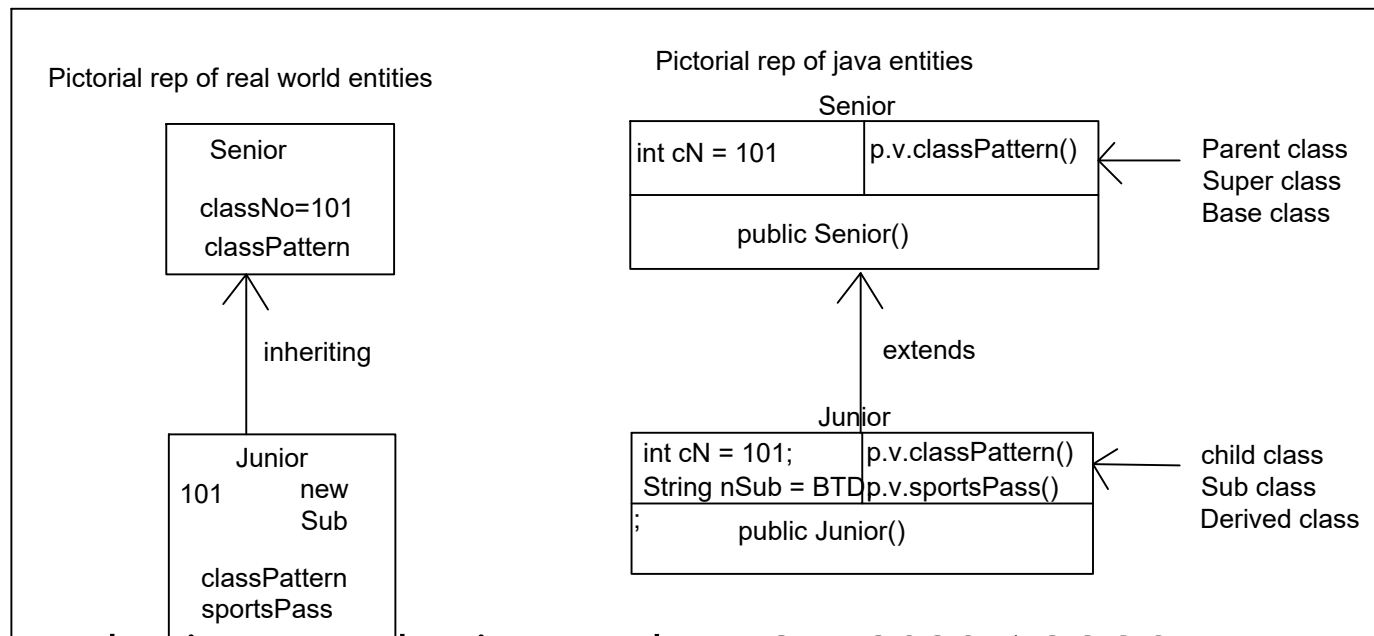 Pictorial rep of real world entities
Senior
classNo=101
classPattern
inheriting
Junior
101 new
Sub
classPattern
sportsPass
Pictorial rep of java entities
Senior
int cN = 101
p.v.classPattern()
public Senior()
Parent class
Super class
Base class
extends
Junior
int cN = 101;
String nSub = BTD
;
p.v.classPattern()
p.v.sportsPass()
public Junior()
child class
Sub class
Derived class